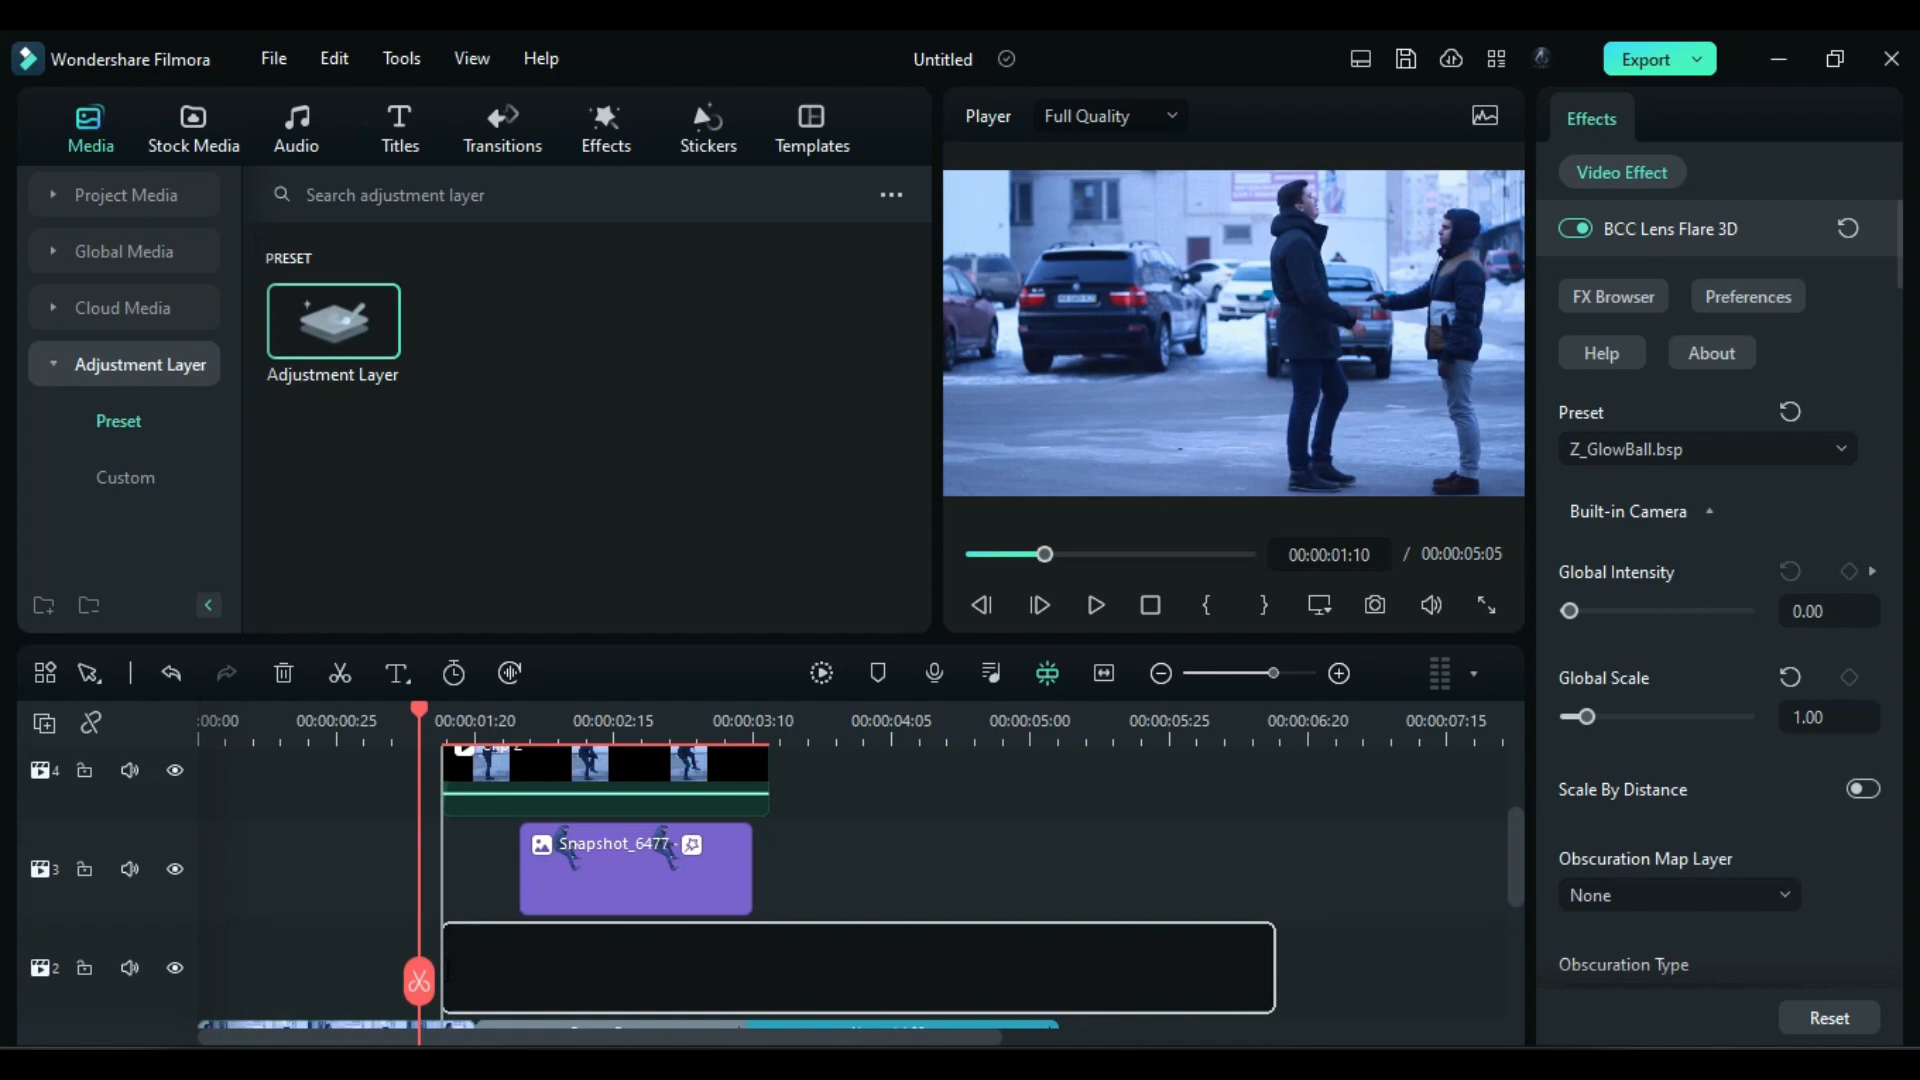 Wondershare Filmora
File
Edit
Tools
View
Help
Untitled
Export
Media
Stock Media
Audio
Titles
Transitions
Effects
Stickers
Templates
Project Media
Global Media
Cloud Media
Adjustment Layer
Preset
Custom
Search adjustment layer
PRESET
Adjustment Layer
Player
Full Quality
00:00:01:10 / 00:00:05:05
Effects
Video Effect
BCC Lens Flare 3D
FX Browser
Preferences
Help
About
Preset
Z_GlowBall.bsp
Built-in Camera
Global Intensity
0.00
Global Scale
1.00
Scale By Distance
Obscuration Map Layer
None
Obscuration Type
Reset
:00:00
00:00:00:25
00:00:01:20
00:00:02:15
00:00:03:10
00:00:04:05
00:00:05:00
00:00:05:25
00:00:06:20
00:00:07:15
4
3
Snapshot_6477 -
2